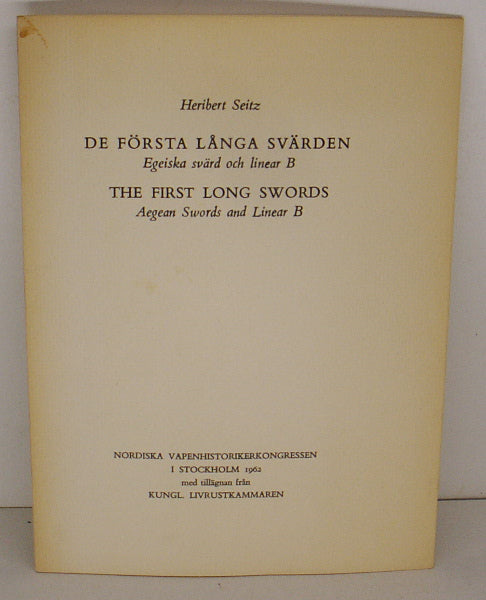 Heribert Seitz
DE FÖRSTA LÅNGA SVÄRDEN
Egeiska svärd och linear B
THE FIRST LONG SWORDS
Aegean Swords and Linear B
NORDISKA VAPENHISTORIKERKONGRESSEN
I STOCKHOLM 1962
med tillägnan från
KUNGL. LIVRUSTKAMMAREN